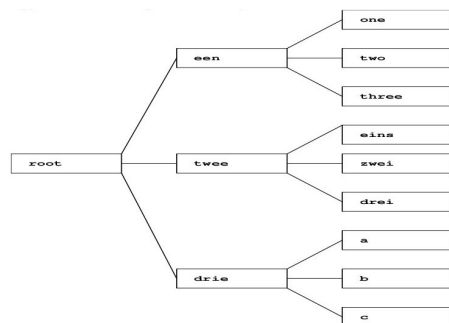 one
een
two
three
eins
root
twee
zwei
drei
a
drie
b
c